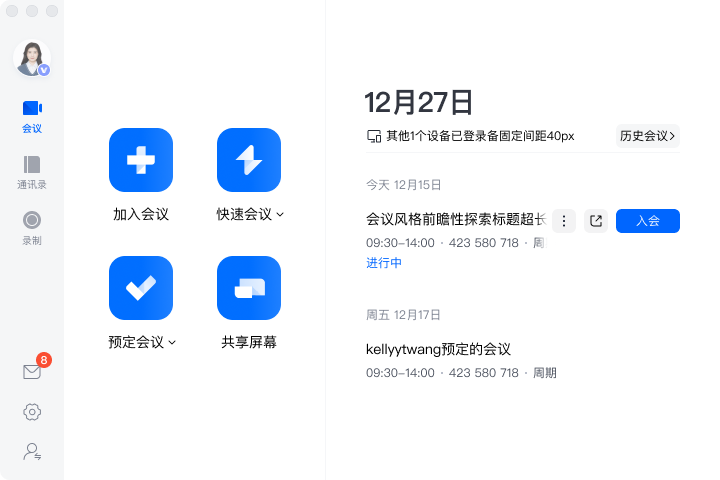 会议
通讯录
录制
8
加入会议
快速会议
预定会议
共享屏幕
12月27日
其他1个设备已登录备固定间距40px
历史会议
今天 12月15日
会议风格前瞻性探索标题超长
入会
09:30-14:00 · 423 580 718 · 周
进行中
周五 12月17日
kellyytwang预定的会议
09:30-14:00 · 423 580 718 · 周期